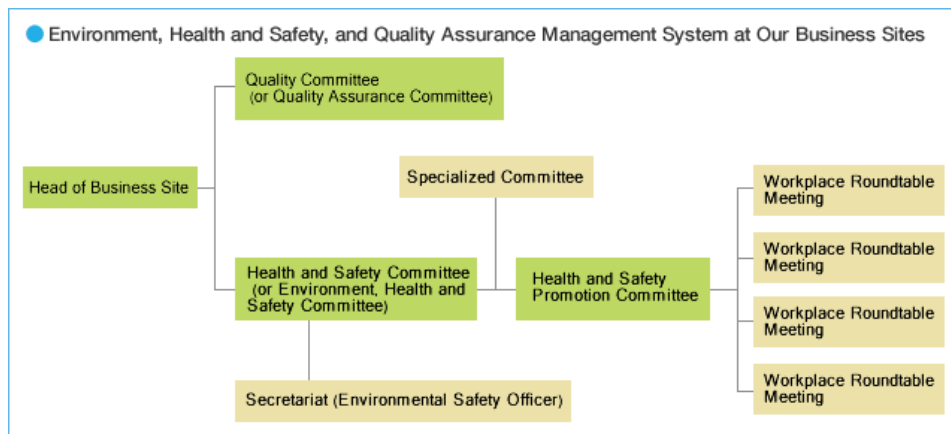 Environment, Health and Safety, and Quality Assurance Management System at Our Business Sites
Quality Committee
(or Quality Assurance Committee)
Head of Business Site
Specialized Committee
Health and Safety Committee
(or Environment, Health and
Safety Committee)
Health and Safety
Promotion Committee
Secretariat (Environmental Safety Officer)
Workplace Roundtable
Meeting
Workplace Roundtable
Meeting
Workplace Roundtable
Meeting
Workplace Roundtable
Meeting